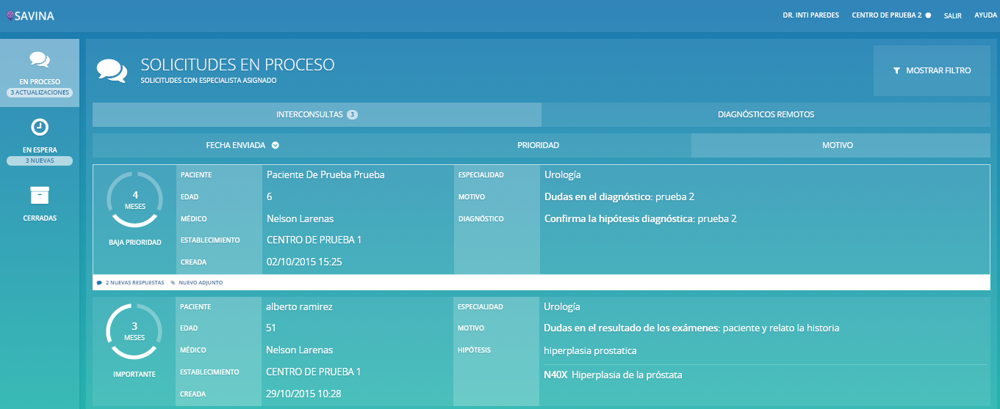 SAVINA
DR. INTI PAREDES CENTRO DE PRUEBA 2 SALIR AYUDA
EN PROCESO
3 ACTUALIZACIONES
EN ESPERA
3 NUEVAS
CERRADAS
SOLICITUDES EN PROCESO
SOLICITUDES CON ESPECIALISTA ASIGNADO
MOSTRAR FILTRO
INTERCONSULTAS 3 DIAGNÓSTICOS REMOTOS
FECHA ENVIADA PRIORIDAD MOTIVO
4
MESES
BAJA PRIORIDAD
PACIENTE Paciente De Prueba Prueba
EDAD 6
MÉDICO Nelson Larenas
ESTABLECIMIENTO CENTRO DE PRUEBA 1
CREADA 02/10/2015 15:25
ESPECIALIDAD Urología
MOTIVO Dudas en el diagnóstico: prueba 2
DIAGNÓSTICO Confirma la hipótesis diagnóstica: prueba 2
2 NUEVAS RESPUESTAS NUEVO ADJUNTO
3
MESES
IMPORTANTE
PACIENTE alberto ramirez
EDAD 51
MÉDICO Nelson Larenas
ESTABLECIMIENTO CENTRO DE PRUEBA 1
CREADA 29/10/2015 10:28
ESPECIALIDAD Urología
MOTIVO Dudas en el resultado de los exámenes: paciente y relato la historia
HIPÓTESIS hiperplasia prostatica
N40X Hiperplasia de la próstata